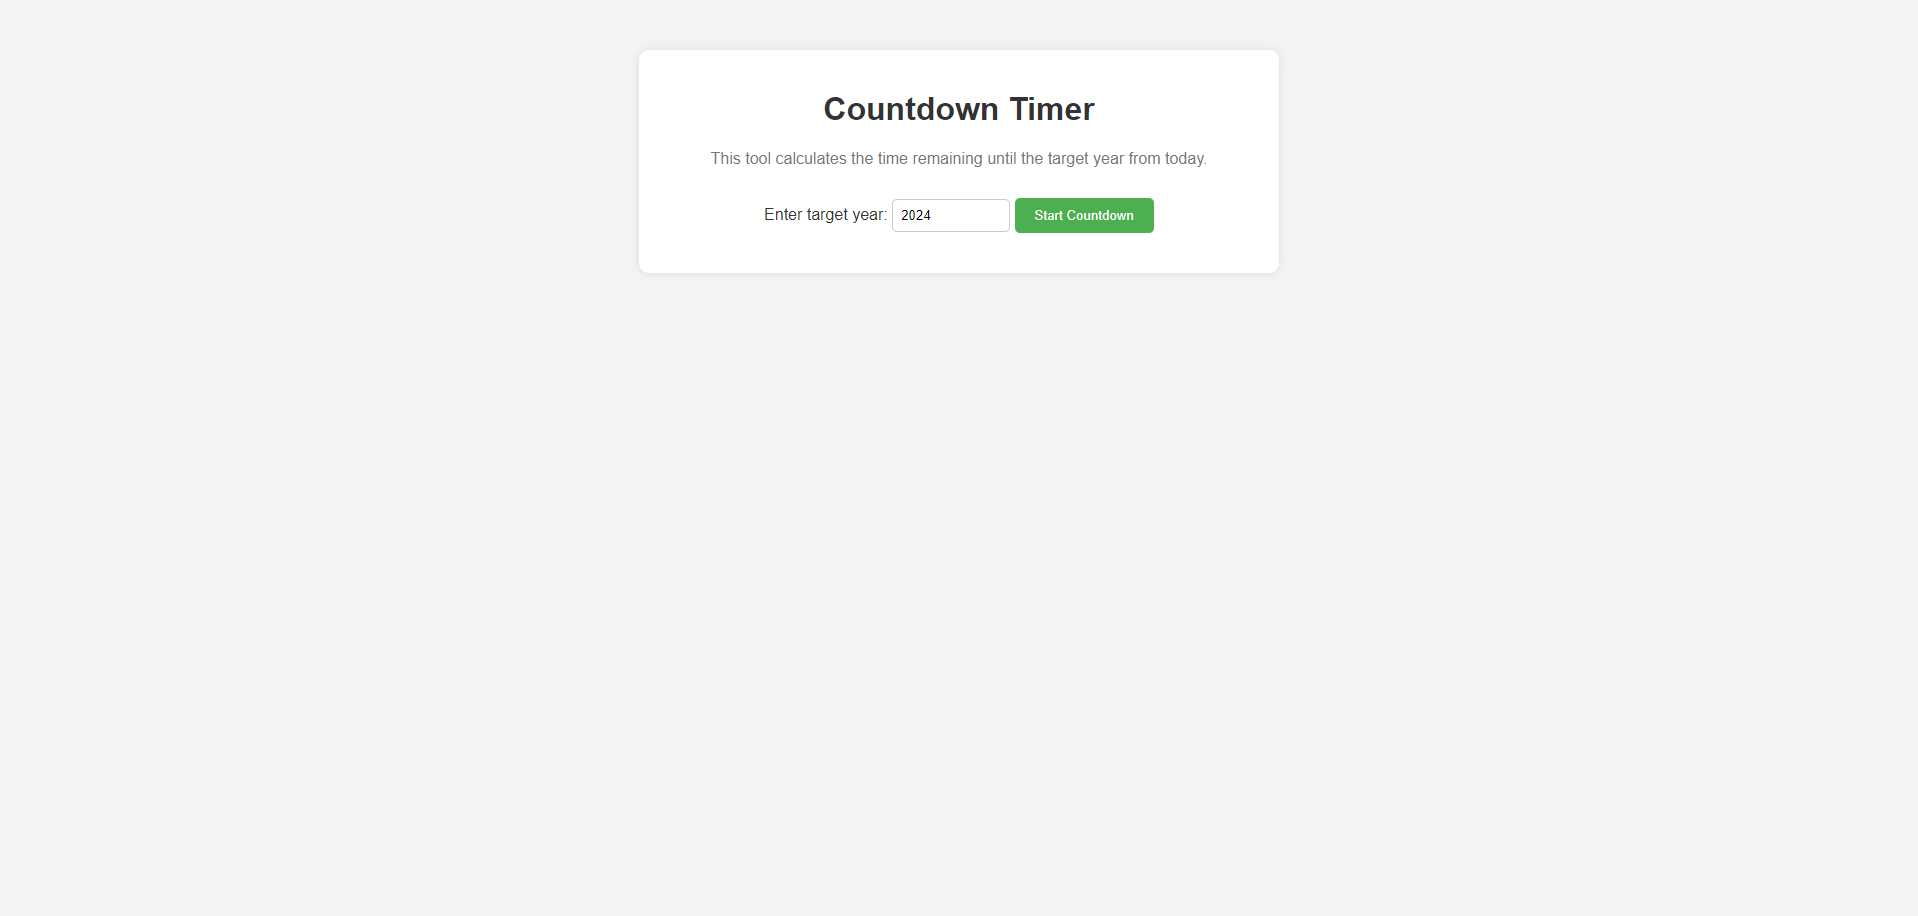 Countdown Timer
This tool calculates the time remaining until the target year from today.
Enter target year: 2024 Start Countdown